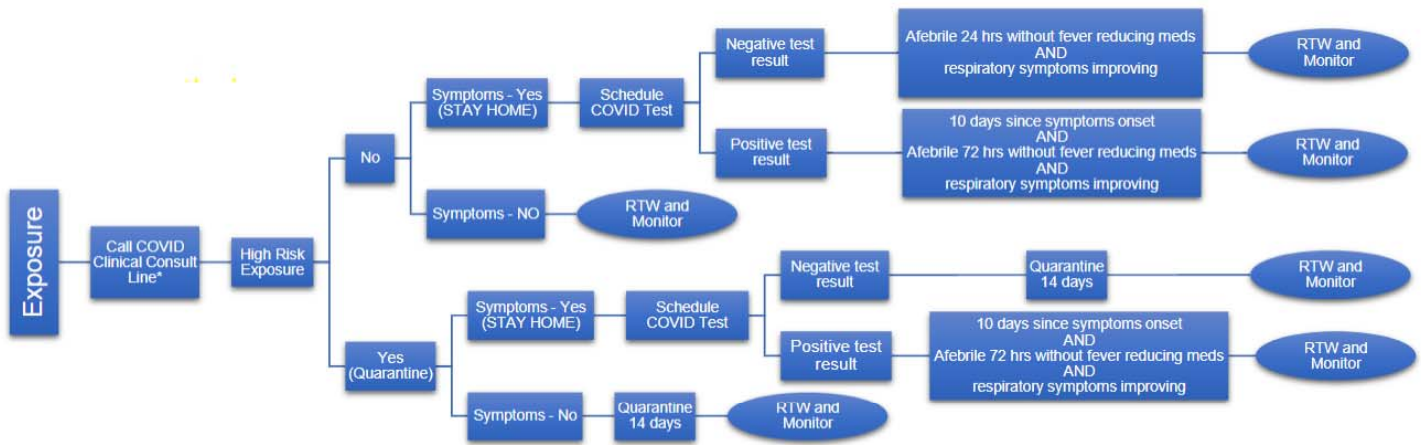 Exposure
Call COVID
Clinical Consult
Line*
High Risk
Exposure
No
Symptoms - Yes
(STAY HOME)
Schedule
COVID Test
Negative test
result
Afebrile 24 hrs without fever reducing meds
AND
respiratory symptoms improving
RTW and
Monitor
Positive test
result
10 days since symptoms onset
AND
Afebrile 72 hrs without fever reducing meds
AND
respiratory symptoms improving
RTW and
Monitor
Symptoms - NO
RTW and
Monitor
Yes
(Quarantine)
Symptoms - Yes
(STAY HOME)
Schedule
COVID Test
Negative test
result
Quarantine
14 days
RTW and
Monitor
Positive test
result
10 days since symptoms onset
AND
Afebrile 72 hrs without fever reducing meds
AND
respiratory symptoms improving
RTW and
Monitor
Symptoms - No
Quarantine
14 days
RTW and
Monitor